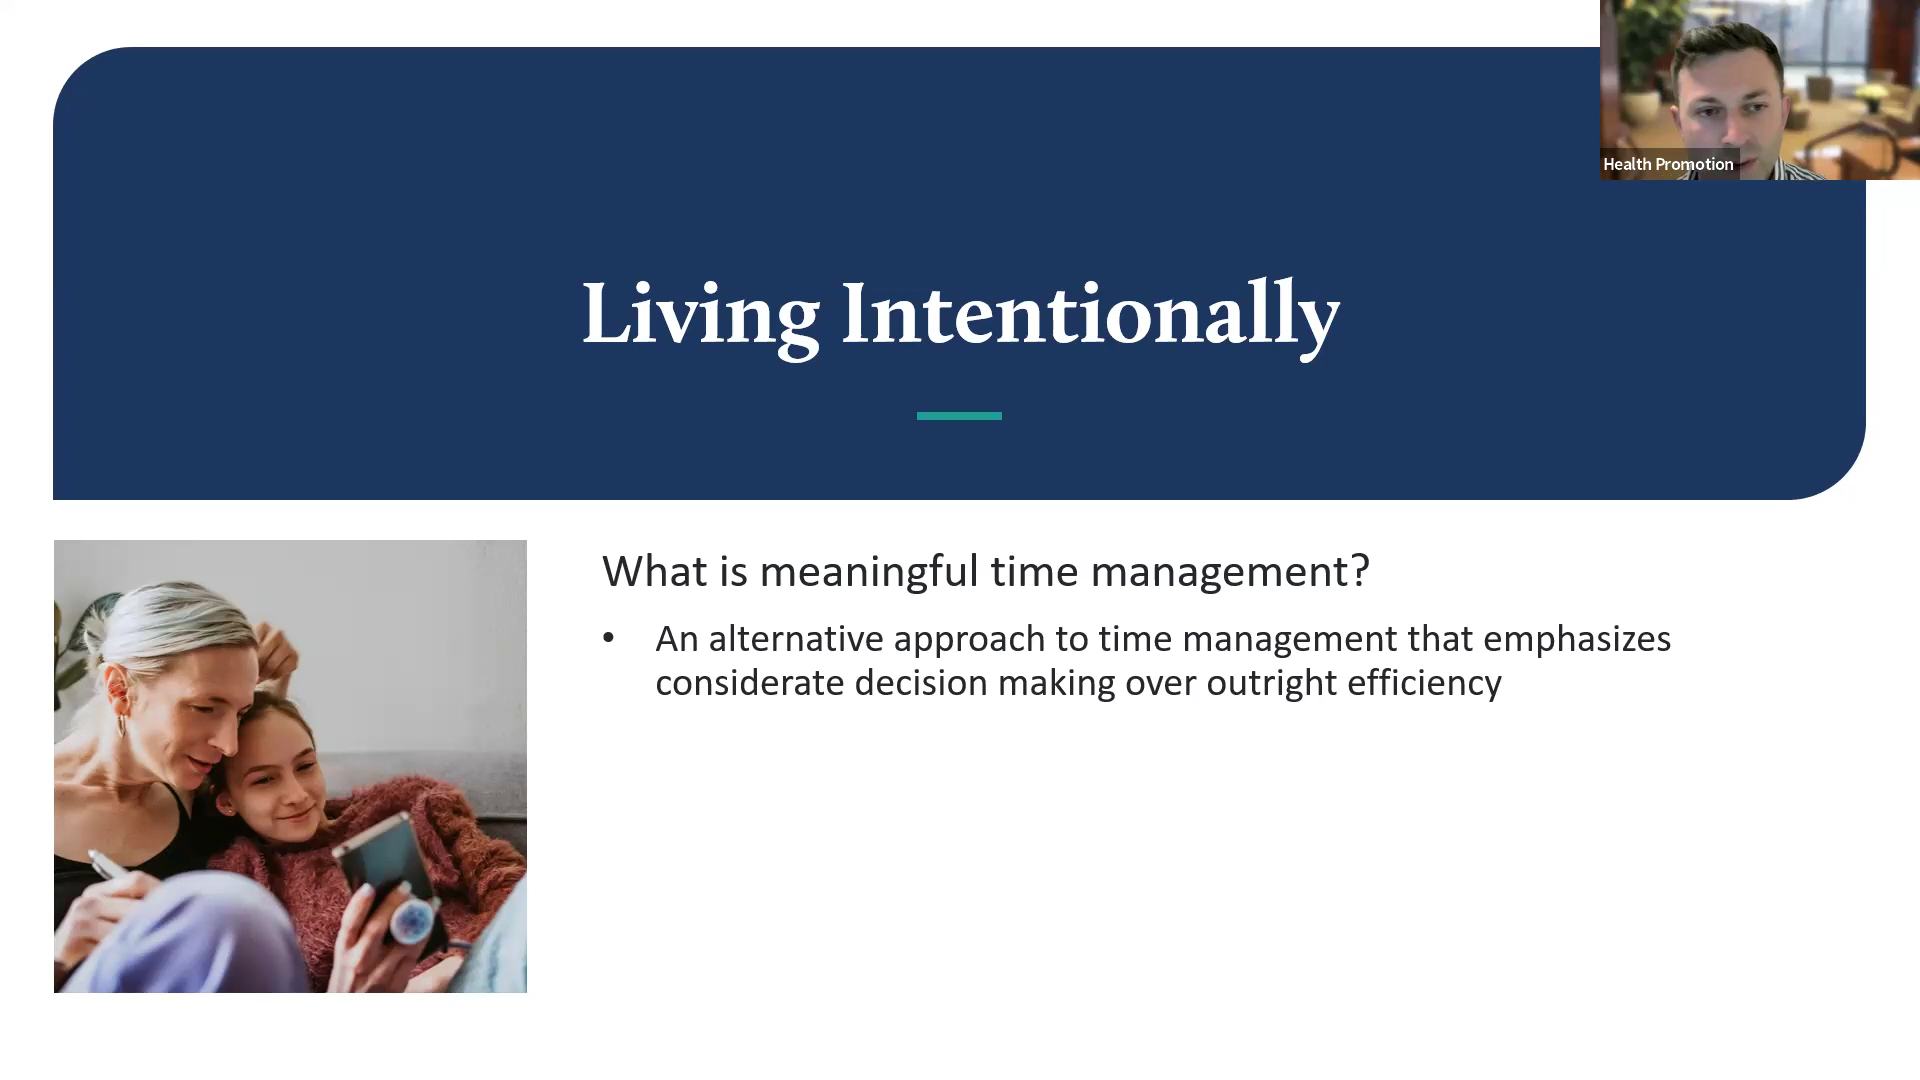 Health Promotion
Living Intentionally
What is meaningful time management?
• An alternative approach to time management that emphasizes
considerate decision making over outright efficiency